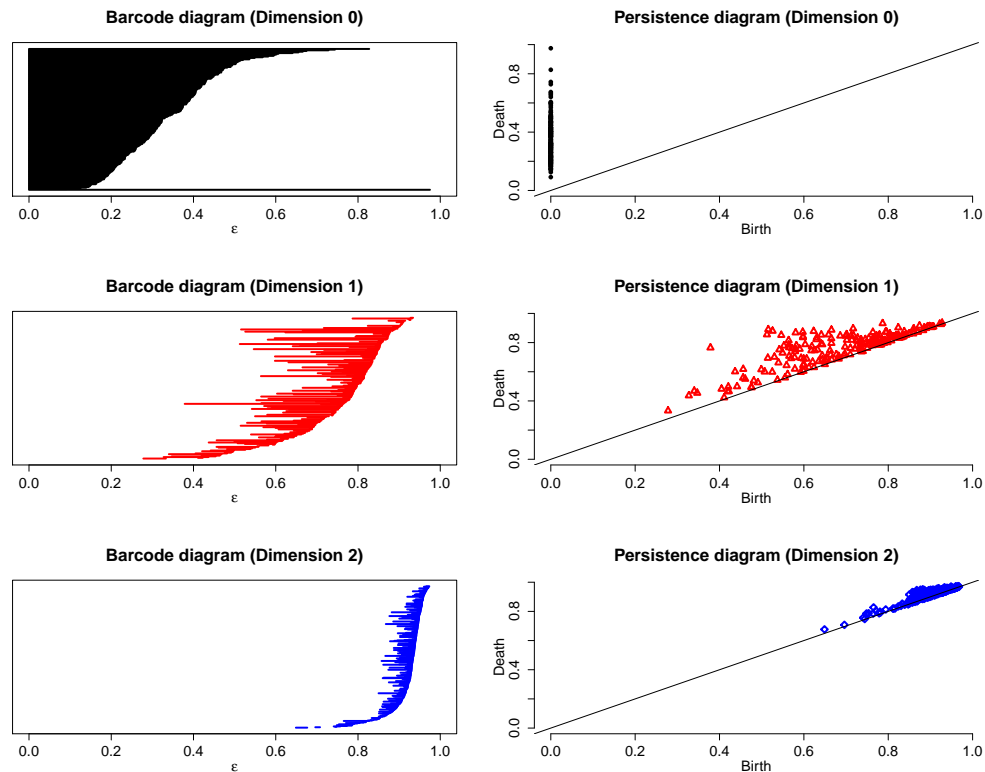 Barcode diagram (Dimension 0)
0.0 0.2 0.4 0.6 0.8 1.0
ε
Persistence diagram (Dimension 0)
Death
0.0 0.4 0.8
0.0 0.2 0.4 0.6 0.8 1.0
Birth
Barcode diagram (Dimension 1)
0.0 0.2 0.4 0.6 0.8 1.0
ε
Persistence diagram (Dimension 1)
Death
0.0 0.4 0.8
0.0 0.2 0.4 0.6 0.8 1.0
Birth
Barcode diagram (Dimension 2)
0.0 0.2 0.4 0.6 0.8 1.0
ε
Persistence diagram (Dimension 2)
Death
0.0 0.4 0.8
0.0 0.2 0.4 0.6 0.8 1.0
Birth